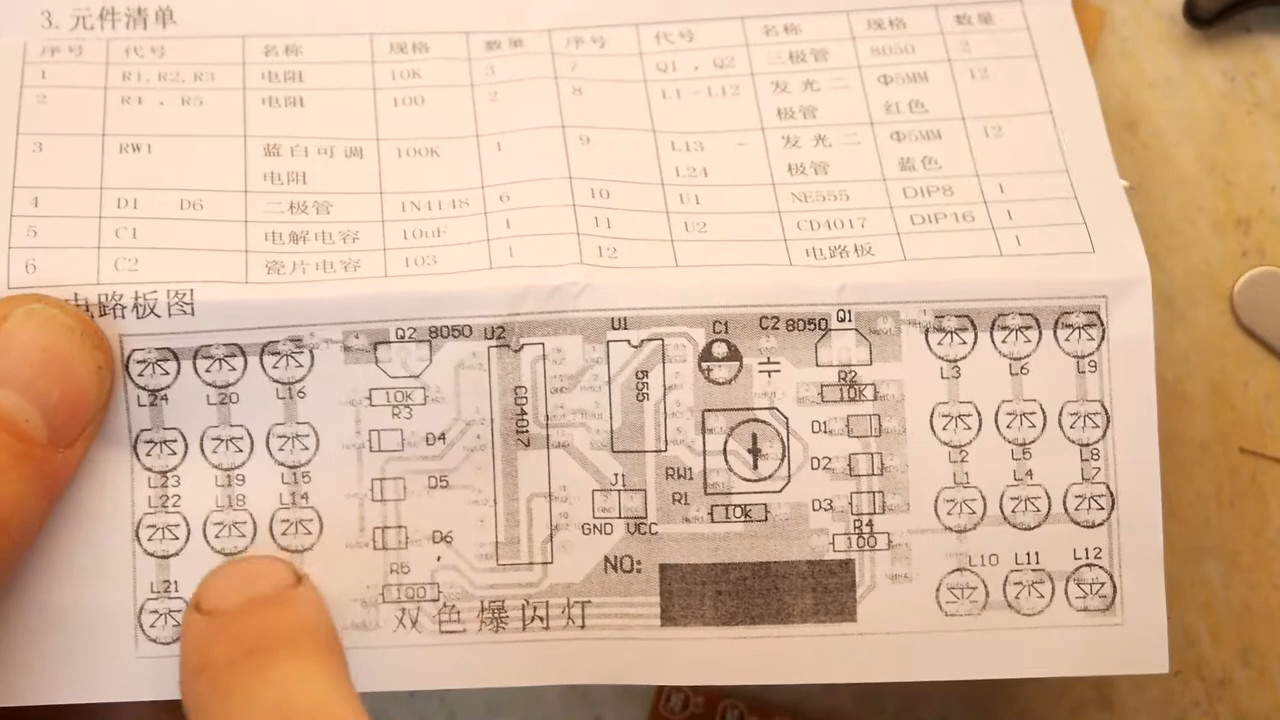 3. 元件清单
序号 代号 名称 规格 数量 序号 代号 名称 规格 数量
1 R1,R2,R3 电阻 10K 3 7 Q1 , Q2 三极管 8050 2
2 R4 , R5 电阻 100 2 8 L1-L12 发光二极管 Φ5MM 红色 12
3 RW1 蓝白可调电阻 100K 1 9 L13 - L24 发光二极管 Φ5MM 蓝色 12
4 D1 D6 二极管 1N4148 6 10 U1 NE555 DIP8 1
5 C1 电解电容 10uF 1 11 U2 CD4017 DIP16 1
6 C2 瓷片电容 103 1 12 电路板 1
电路板图
Q2 8050 U2 U1 C1 C2 8050 Q1
L24 L20 L16 10K R3 CD4017 555 R2 10K L3 L6 L9
D4 D1
L23 L19 L15 D5 RW1 D2 L2 L5 L8
L22 L18 L14 J1 R1 10k D3 L1 L4 L7
GND VCC R4
D6 100
NO:
R5 L10 L11 L12
L21 100
双色爆闪灯